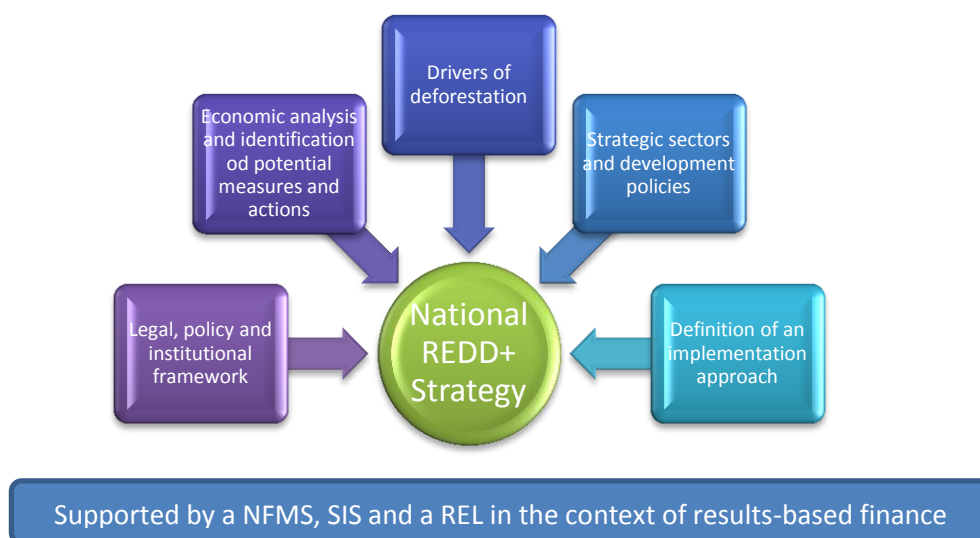 Drivers of
deforestation
Economic analysis
and identification
od potential
measures and
actions
Strategic sectors
and development
policies
Legal, policy and
institutional
framework
National
REDD+
Strategy
Definition of an
implementation
approach
Supported by a NFMS, SIS and a REL in the context of results-based finance